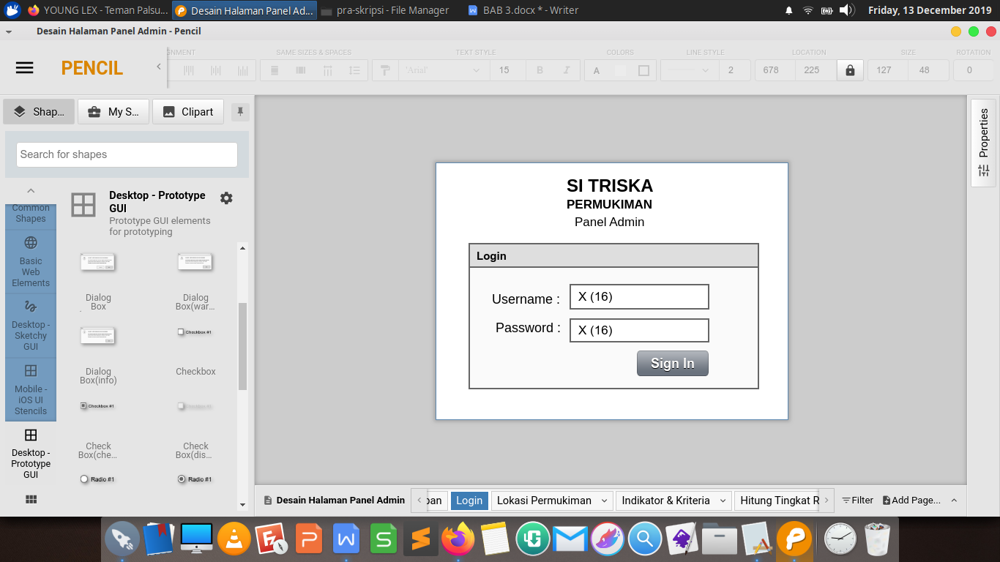 YOUNG LEX - Teman Palsu...
Desain Halaman Panel Ad...
pra-skripsi - File Manager
BAB 3.docx * - Writer
Friday, 13 December 2019
Desain Halaman Panel Admin - Pencil
PENCIL
GNMENT
SAME SIZES & SPACES
TEXT STYLE
COLORS
LINE STYLE
LOCATION
SIZE
ROTATION
'Arial'
15
B
I
A
2
678
225
127
48
0
Shap...
My S...
Clipart
Search for shapes
Common
Shapes
Basic
Web
Elements
Desktop -
Sketchy
GUI
Mobile -
iOS UI
Stencils
Desktop -
Prototype
GUI
Desktop - Prototype
GUI
Prototype GUI elements
for prototyping
Dialog
Box
Dialog
Box(war...
Dialog
Box(info)
Checkbox #1
Checkbox
Checkbox #1
Checkbox #1
Check
Box(che...
Check
Box(dis...
Radio #1
Radio #1
SI TRISKA
PERMUKIMAN
Panel Admin
Login
Username :
X (16)
Password :
X (16)
Sign In
Properties
Desain Halaman Panel Admin
pan
Login
Lokasi Permukiman
Indikator & Kriteria
Hitung Tingkat R
Filter
Add Page...